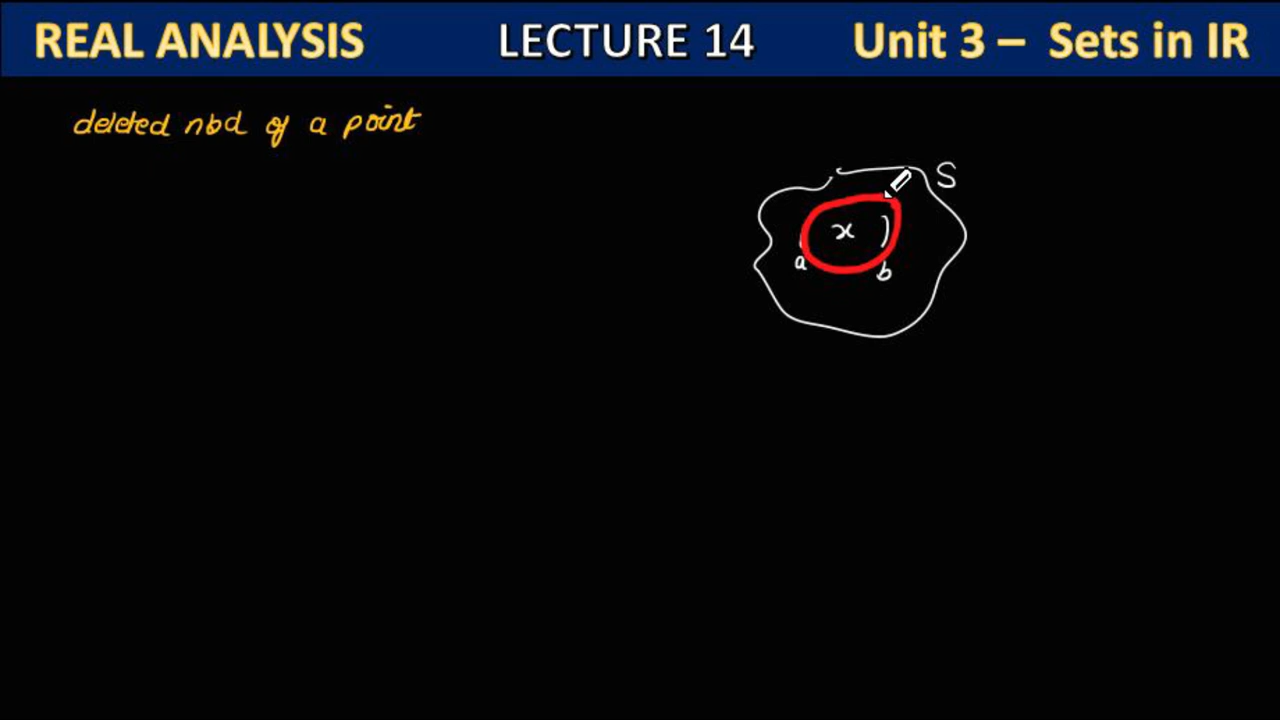 REAL ANALYSIS LECTURE 14 Unit 3 – Sets in IR
deleted nbd of a point
S
x )
a b